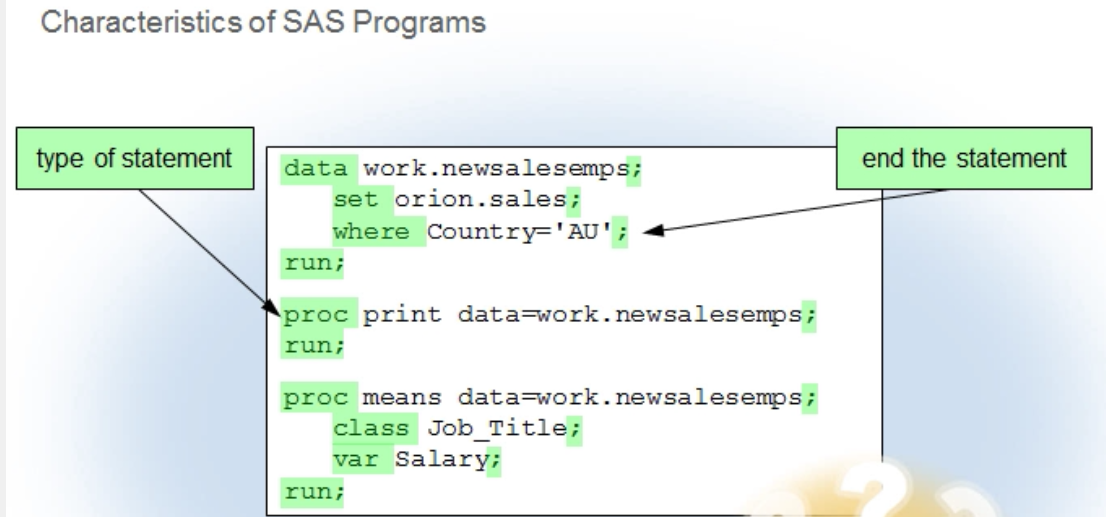 Characteristics of SAS Programs
type of statement
end the statement
data work.newsalesemps;
set orion.sales;
where Country='AU';
run;
proc print data=work.newsalesemps;
run;
proc means data=work.newsalesemps;
class Job_Title;
var Salary;
run;
? ? ?